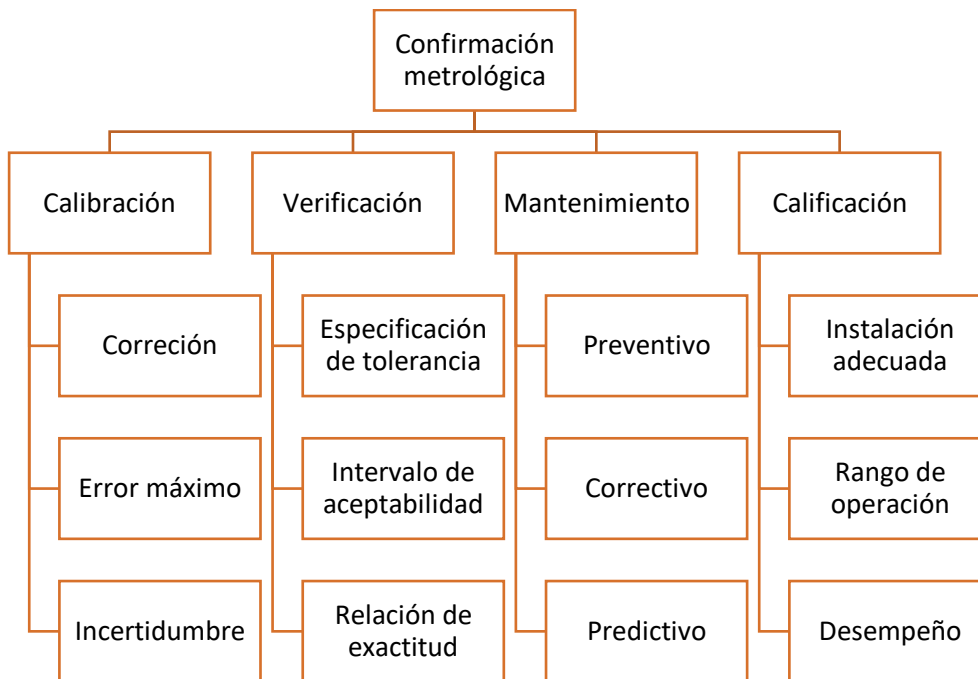 Confirmación
metrológica
Calibración
Verificación
Mantenimiento
Calificación
Correción
Especificación
de tolerancia
Preventivo
Instalación
adecuada
Error máximo
Intervalo de
aceptabilidad
Correctivo
Rango de
operación
Incertidumbre
Relación de
exactitud
Predictivo
Desempeño